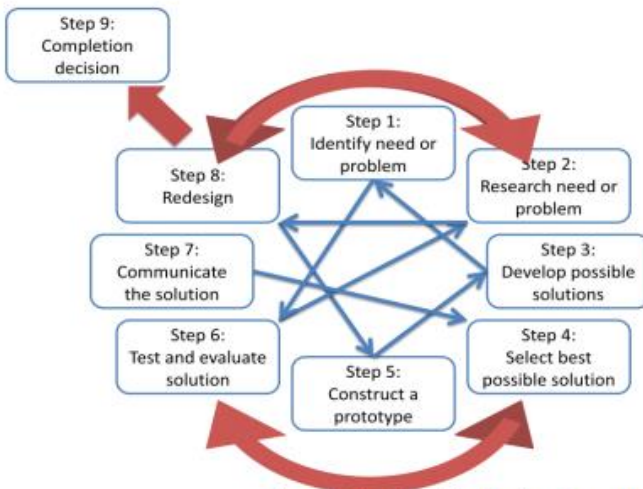 Step 9:
Completion
decision
Step 1:
Identify need or
problem
Step 2:
Research need or
problem
Step 3:
Develop possible
solutions
Step 4:
Select best
possible solution
Step 5:
Construct a
prototype
Step 6:
Test and evaluate
solution
Step 7:
Communicate
the solution
Step 8:
Redesign